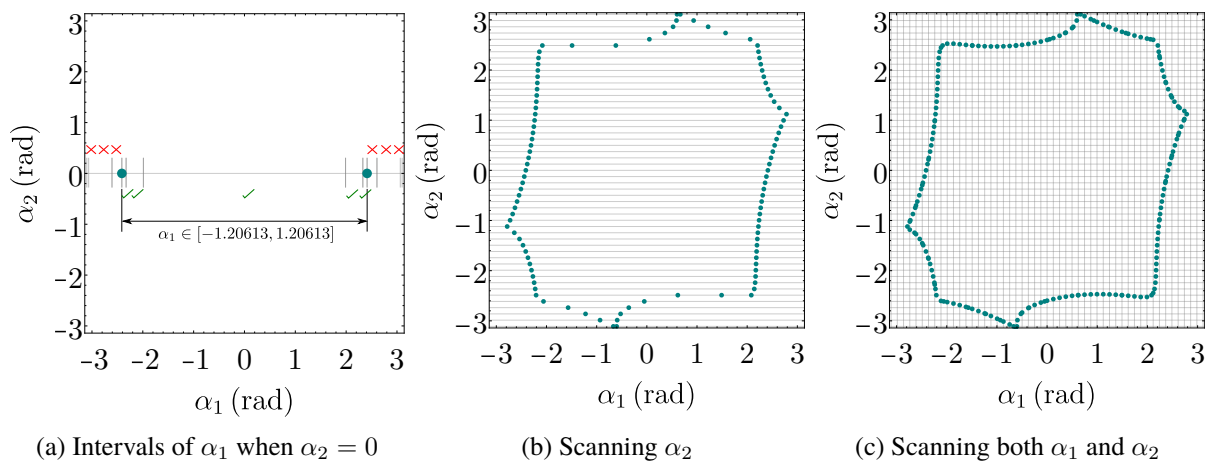 3
2
1
0
−1
−2
−3
α₂ (rad)
−3 −2 −1 0 1 2 3
α₁ (rad)
α₁ ∈ [−1.20613, 1.20613]
(a) Intervals of α₁ when α₂ = 0
3
2
1
0
−1
−2
−3
α₂ (rad)
−3 −2 −1 0 1 2 3
α₁ (rad)
(b) Scanning α₂
3
2
1
0
−1
−2
−3
α₂ (rad)
−3 −2 −1 0 1 2 3
α₁ (rad)
(c) Scanning both α₁ and α₂